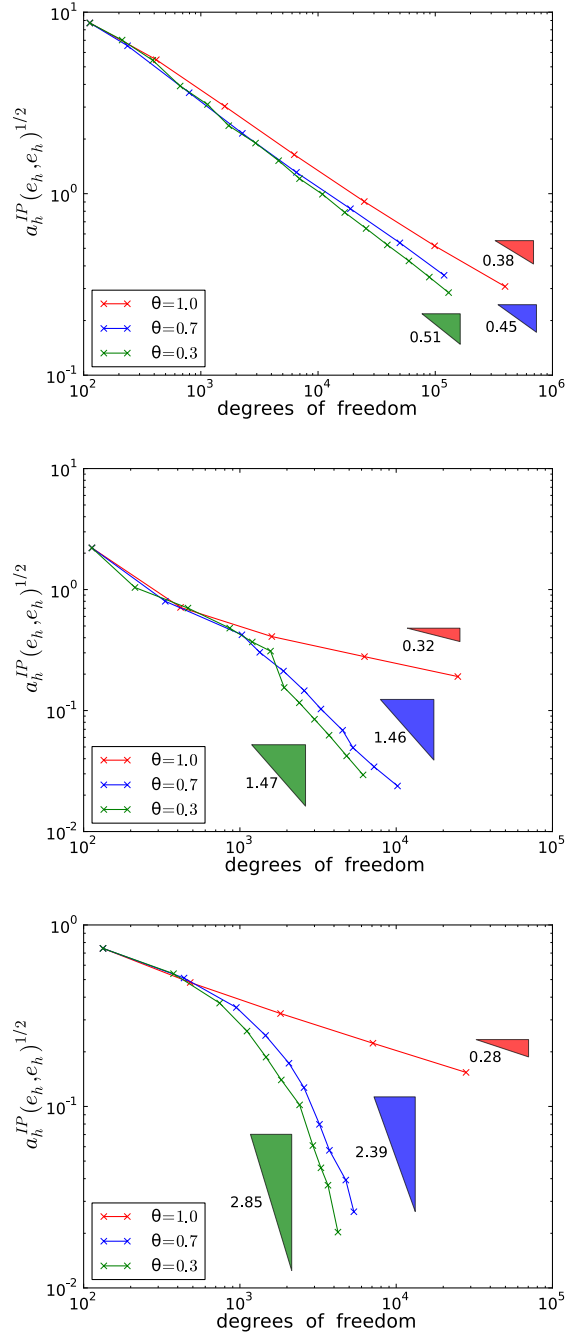 10^1
10^0
10^{-1}
a_h^{IP}(e_h,e_h)^{1/2}
θ=1.0
θ=0.7
θ=0.3
0.38
0.45
0.51
10^2 10^3 10^4 10^5 10^6
degrees of freedom
10^1
10^0
10^{-1}
10^{-2}
a_h^{IP}(e_h,e_h)^{1/2}
θ=1.0
θ=0.7
θ=0.3
0.32
1.46
1.47
10^2 10^3 10^4 10^5
degrees of freedom
10^0
10^{-1}
10^{-2}
a_h^{IP}(e_h,e_h)^{1/2}
θ=1.0
θ=0.7
θ=0.3
0.28
2.39
2.85
10^2 10^3 10^4 10^5
degrees of freedom